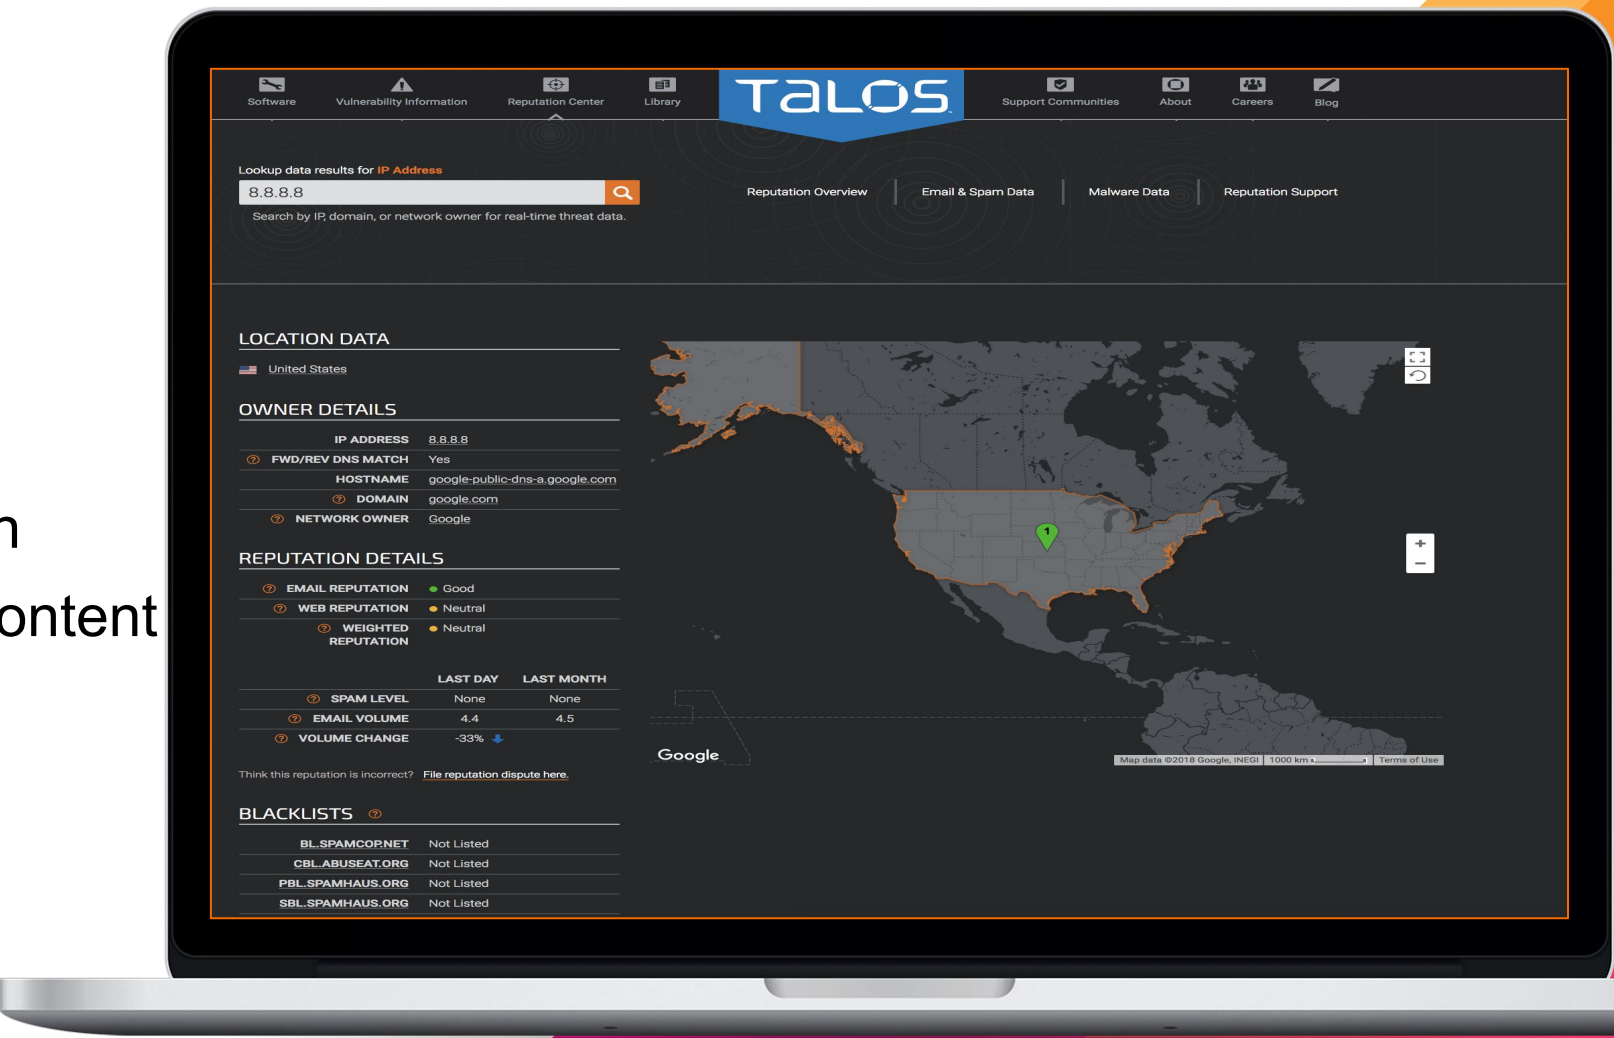 Software Vulnerability Information Reputation Center Library TALOS Support Communities About Careers Blog
Lookup data results for IP Address
8.8.8.8
Search by IP, domain, or network owner for real-time threat data.
Reputation Overview Email & Spam Data Malware Data Reputation Support
LOCATION DATA
United States
OWNER DETAILS
IP ADDRESS 8.8.8.8
FWD/REV DNS MATCH Yes
HOSTNAME google-public-dns-a.google.com
DOMAIN google.com
NETWORK OWNER Google
n
REPUTATION DETAILS
EMAIL REPUTATION Good
WEB REPUTATION Neutral
ontent
WEIGHTED Neutral
REPUTATION
LAST DAY LAST MONTH
SPAM LEVEL None None
EMAIL VOLUME 4.4 4.5
VOLUME CHANGE -33%
Think this reputation is incorrect? File reputation dispute here.
BLACKLISTS
BL.SPAMCOP.NET Not Listed
CBL.ABUSEAT.ORG Not Listed
PBL.SPAMHAUS.ORG Not Listed
SBL.SPAMHAUS.ORG Not Listed
1
+
−
Google
Map data ©2018 Google, INEGI 1000 km Terms of Use